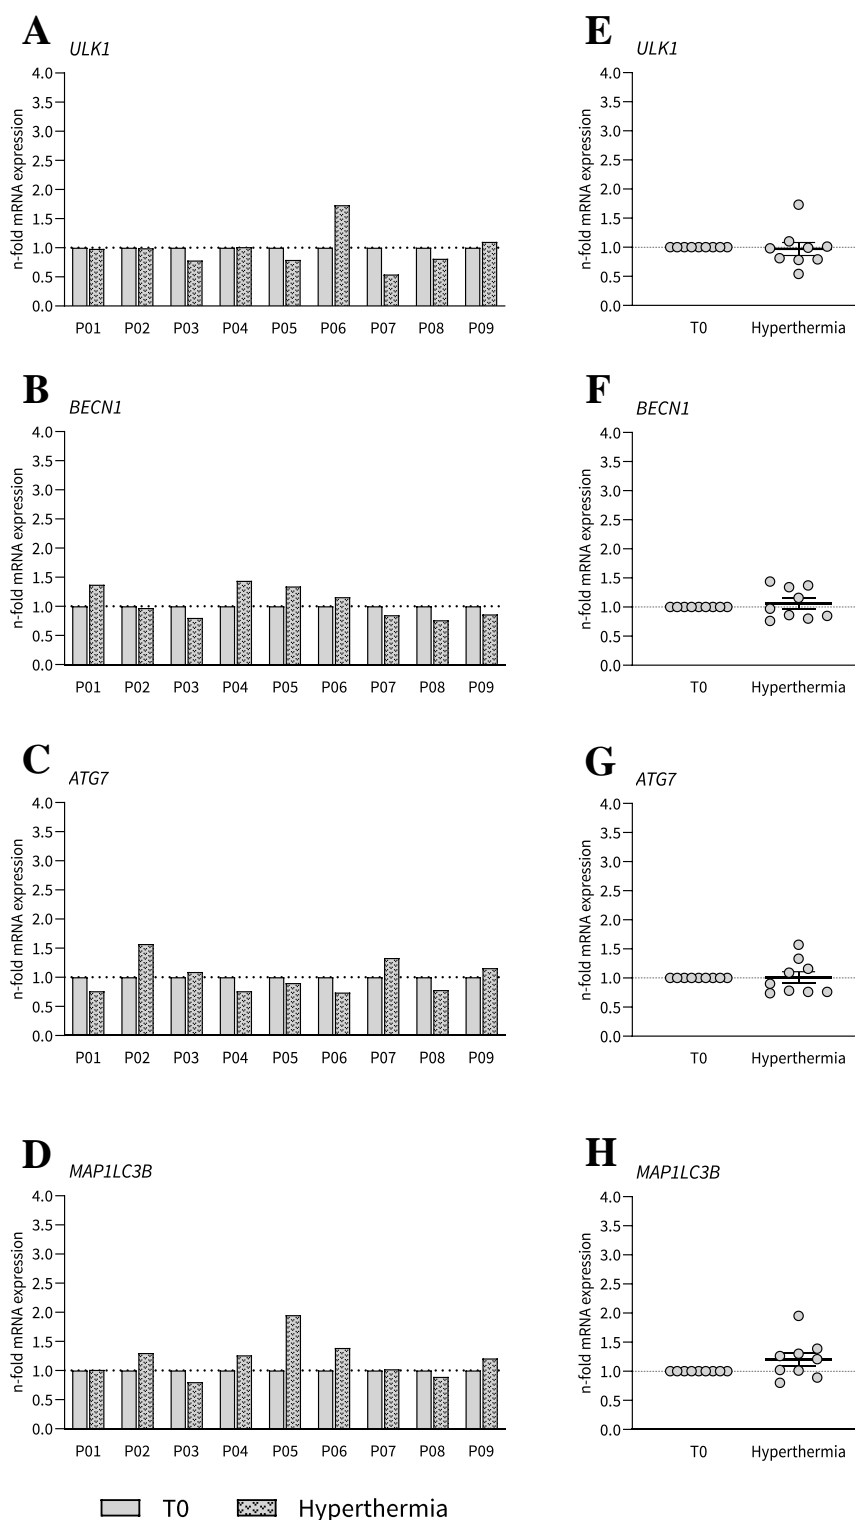 A
ULK1
n-fold mRNA expression
4.0
3.5
3.0
2.5
2.0
1.5
1.0
0.5
0.0
P01 P02 P03 P04 P05 P06 P07 P08 P09
E
ULK1
n-fold mRNA expression
4.0
3.5
3.0
2.5
2.0
1.5
1.0
0.5
0.0
T0 Hyperthermia
B
BECN1
n-fold mRNA expression
4.0
3.5
3.0
2.5
2.0
1.5
1.0
0.5
0.0
P01 P02 P03 P04 P05 P06 P07 P08 P09
F
BECN1
n-fold mRNA expression
4.0
3.5
3.0
2.5
2.0
1.5
1.0
0.5
0.0
T0 Hyperthermia
C
ATG7
n-fold mRNA expression
4.0
3.5
3.0
2.5
2.0
1.5
1.0
0.5
0.0
P01 P02 P03 P04 P05 P06 P07 P08 P09
G
ATG7
n-fold mRNA expression
4.0
3.5
3.0
2.5
2.0
1.5
1.0
0.5
0.0
T0 Hyperthermia
D
MAP1LC3B
n-fold mRNA expression
4.0
3.5
3.0
2.5
2.0
1.5
1.0
0.5
0.0
P01 P02 P03 P04 P05 P06 P07 P08 P09
H
MAP1LC3B
n-fold mRNA expression
4.0
3.5
3.0
2.5
2.0
1.5
1.0
0.5
0.0
T0 Hyperthermia
T0 Hyperthermia